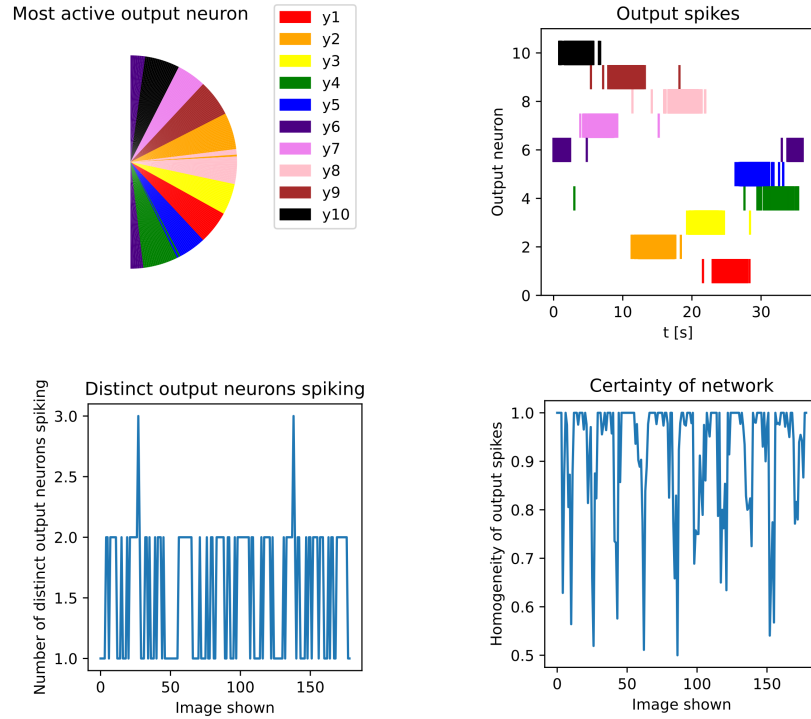 Most active output neuron
y1
y2
y3
y4
y5
y6
y7
y8
y9
y10
Output spikes
Output neuron
10
8
6
4
2
0
0 10 20 30
t [s]
Distinct output neurons spiking
Number of distinct output neurons spiking
3.0
2.5
2.0
1.5
1.0
0 50 100 150
Image shown
Certainty of network
Homogeneity of output spikes
1.0
0.9
0.8
0.7
0.6
0.5
0 50 100 150
Image shown